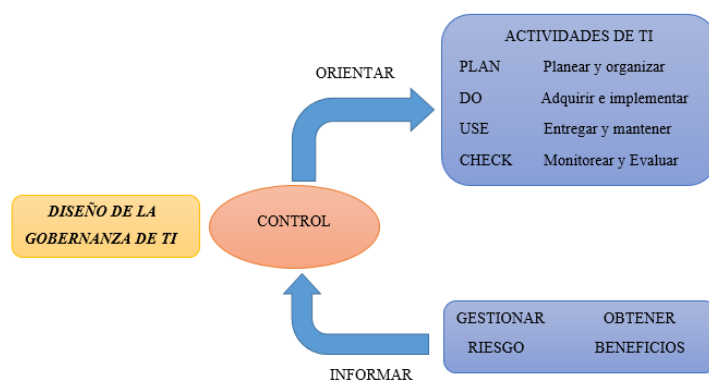 ACTIVIDADES DE TI
PLAN Planear y organizar
DO Adquirir e implementar
USE Entregar y mantener
CHECK Monitorear y Evaluar
ORIENTAR
DISEÑO DE LA
GOBERNANZA DE TI
CONTROL
GESTIONAR OBTENER
RIESGO BENEFICIOS
INFORMAR